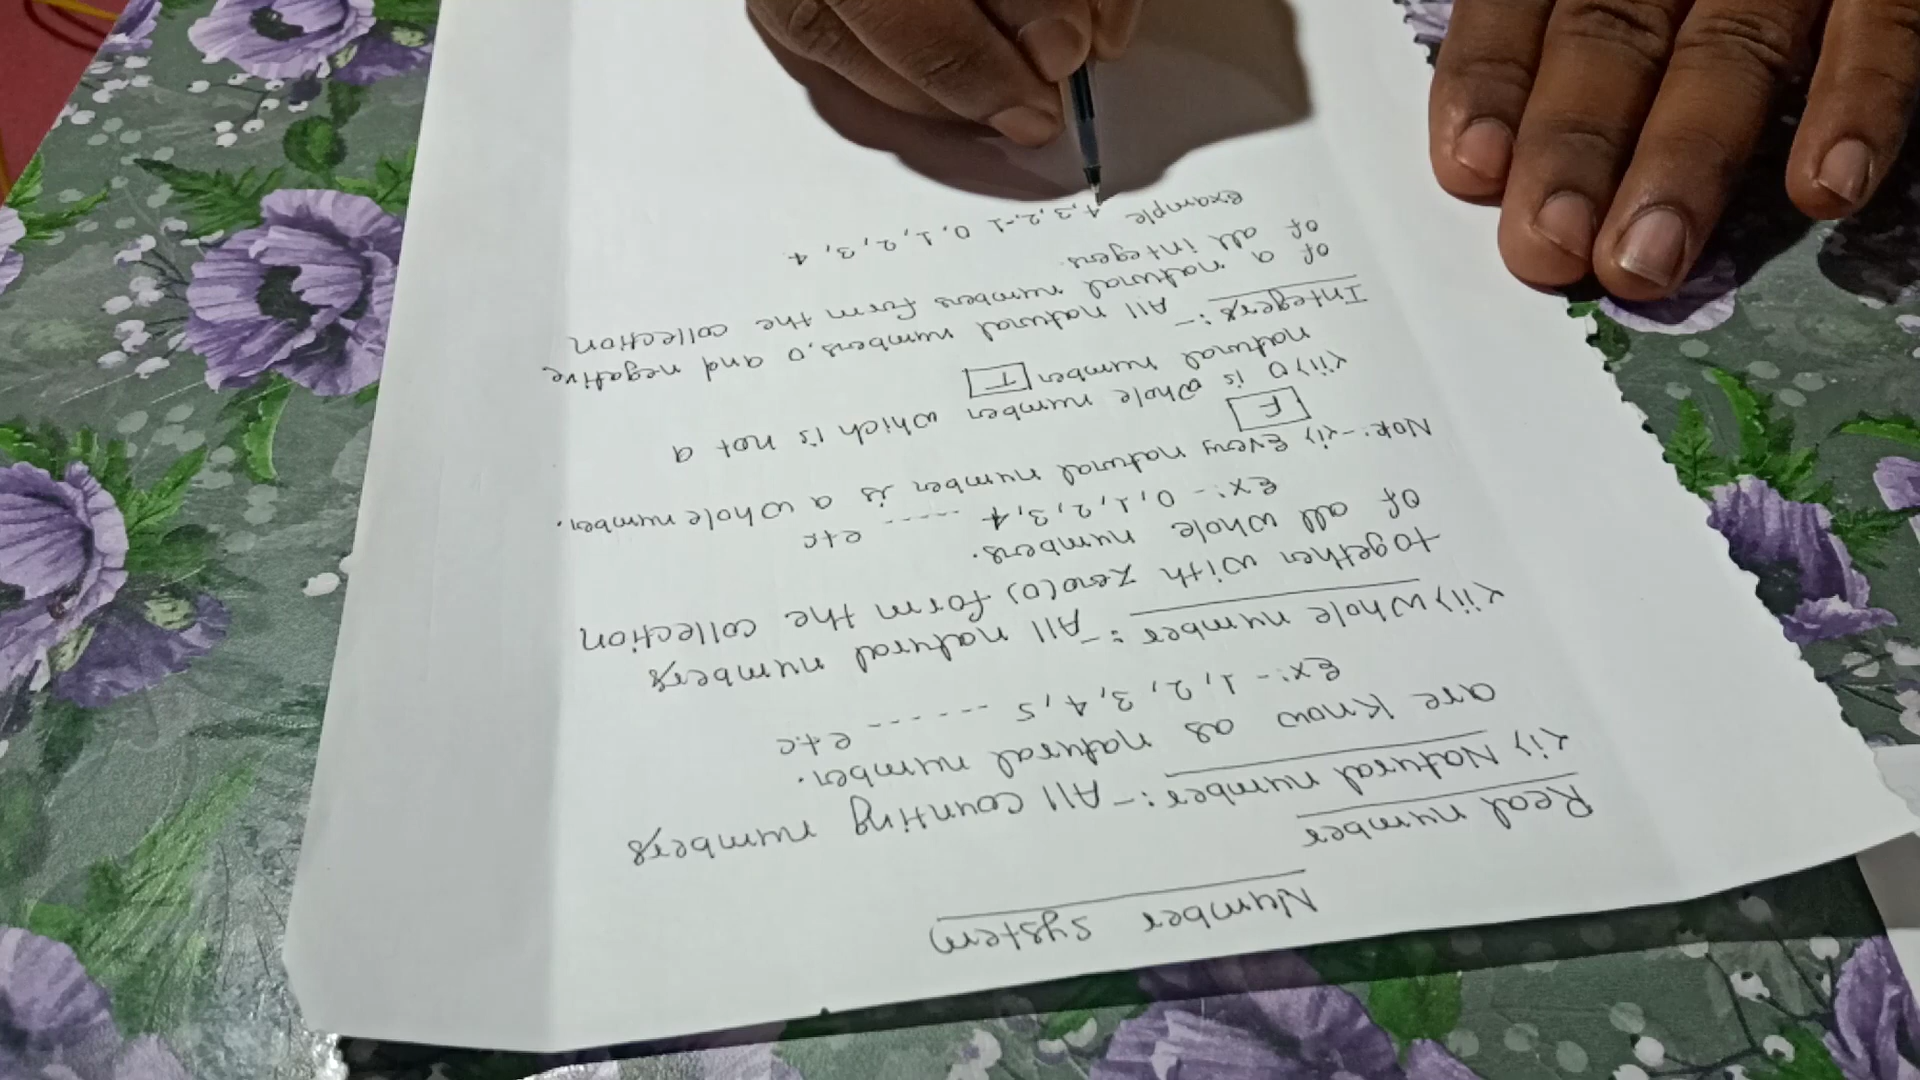 Number system
Real number
(i) Natural number:- All counting numbers
are know as natural number.
Ex:- 1, 2, 3, 4, 5 ------ etc
(ii) Whole number:- All natural numbers
together with zero(0) form the collection
of all whole numbers.
Ex:- 0, 1, 2, 3, 4 ---- etc
Note:- (i) Every natural number is a whole number.
F
(ii) 0 is whole number which is not a
natural number T
Integers:- All natural numbers, 0 and negative
of a natural numbers form the collection
of all integers.
Example 4, 3, 2, -1 0, 1, 2, 3, 4